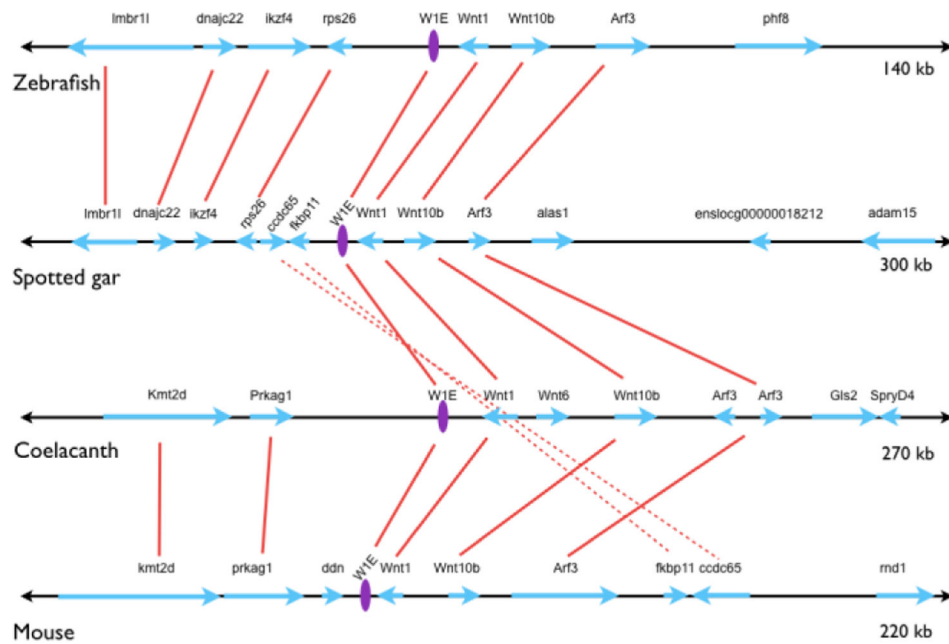 lmbr1l dnajc22 ikzf4 rps26 W1E Wnt1 Wnt10b Arf3 phf8
Zebrafish 140 kb
lmbr1l dnajc22 ikzf4 rps26 ccdc65 fkbp11 W1E Wnt1 Wnt10b Arf3 alas1 enslocg00000018212 adam15
Spotted gar 300 kb
Kmt2d Prkag1 W1E Wnt1 Wnt6 Wnt10b Arf3 Arf3 Gls2 SpryD4
Coelacanth 270 kb
kmt2d prkag1 ddn W1E Wnt1 Wnt10b Arf3 fkbp11 ccdc65 rnd1
Mouse 220 kb